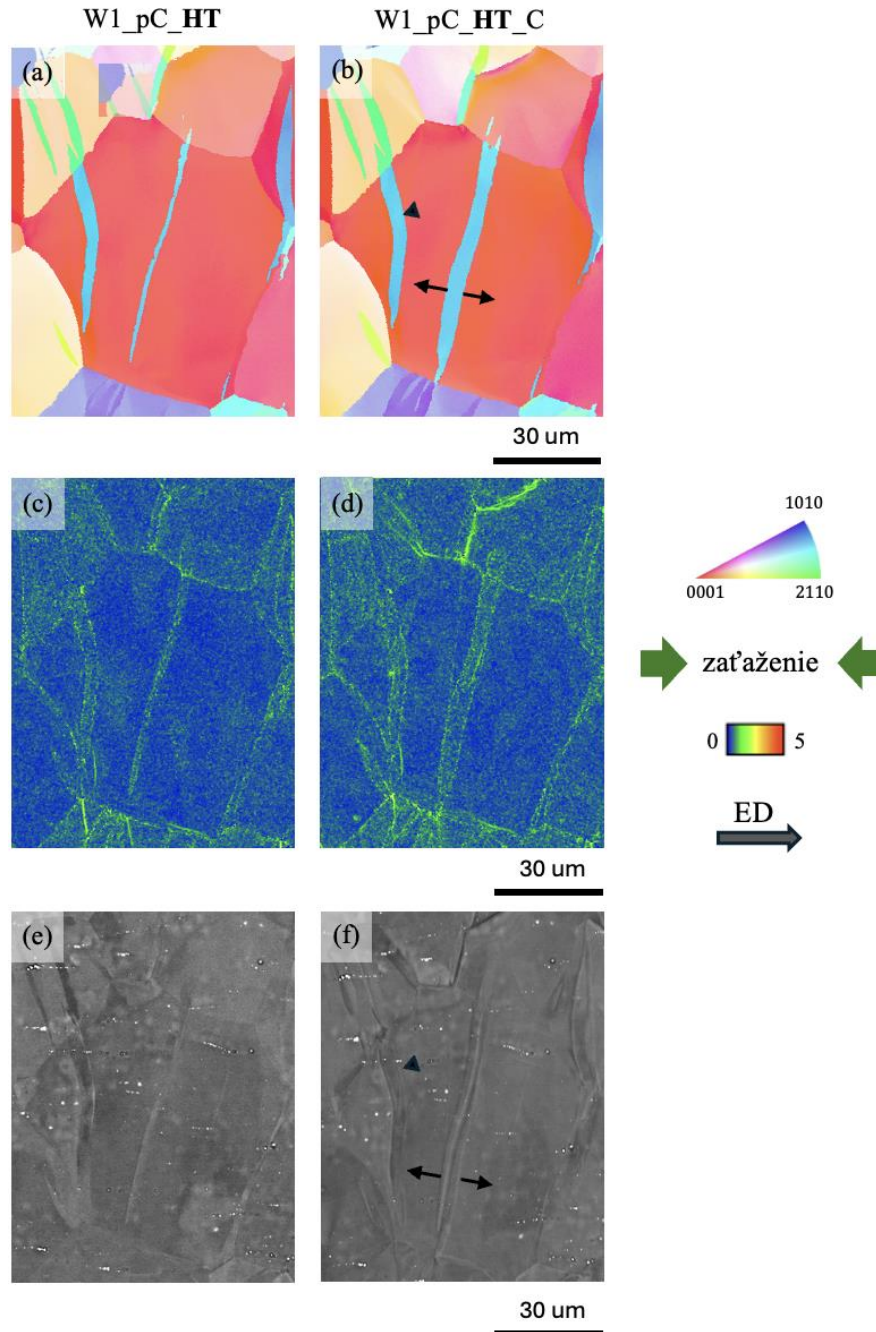 W1_pC_HT
W1_pC_HT_C
(a)
(b)
30 um
(c)
(d)
1010
0001
2110
zaťaženie
0
5
ED
30 um
(e)
(f)
30 um